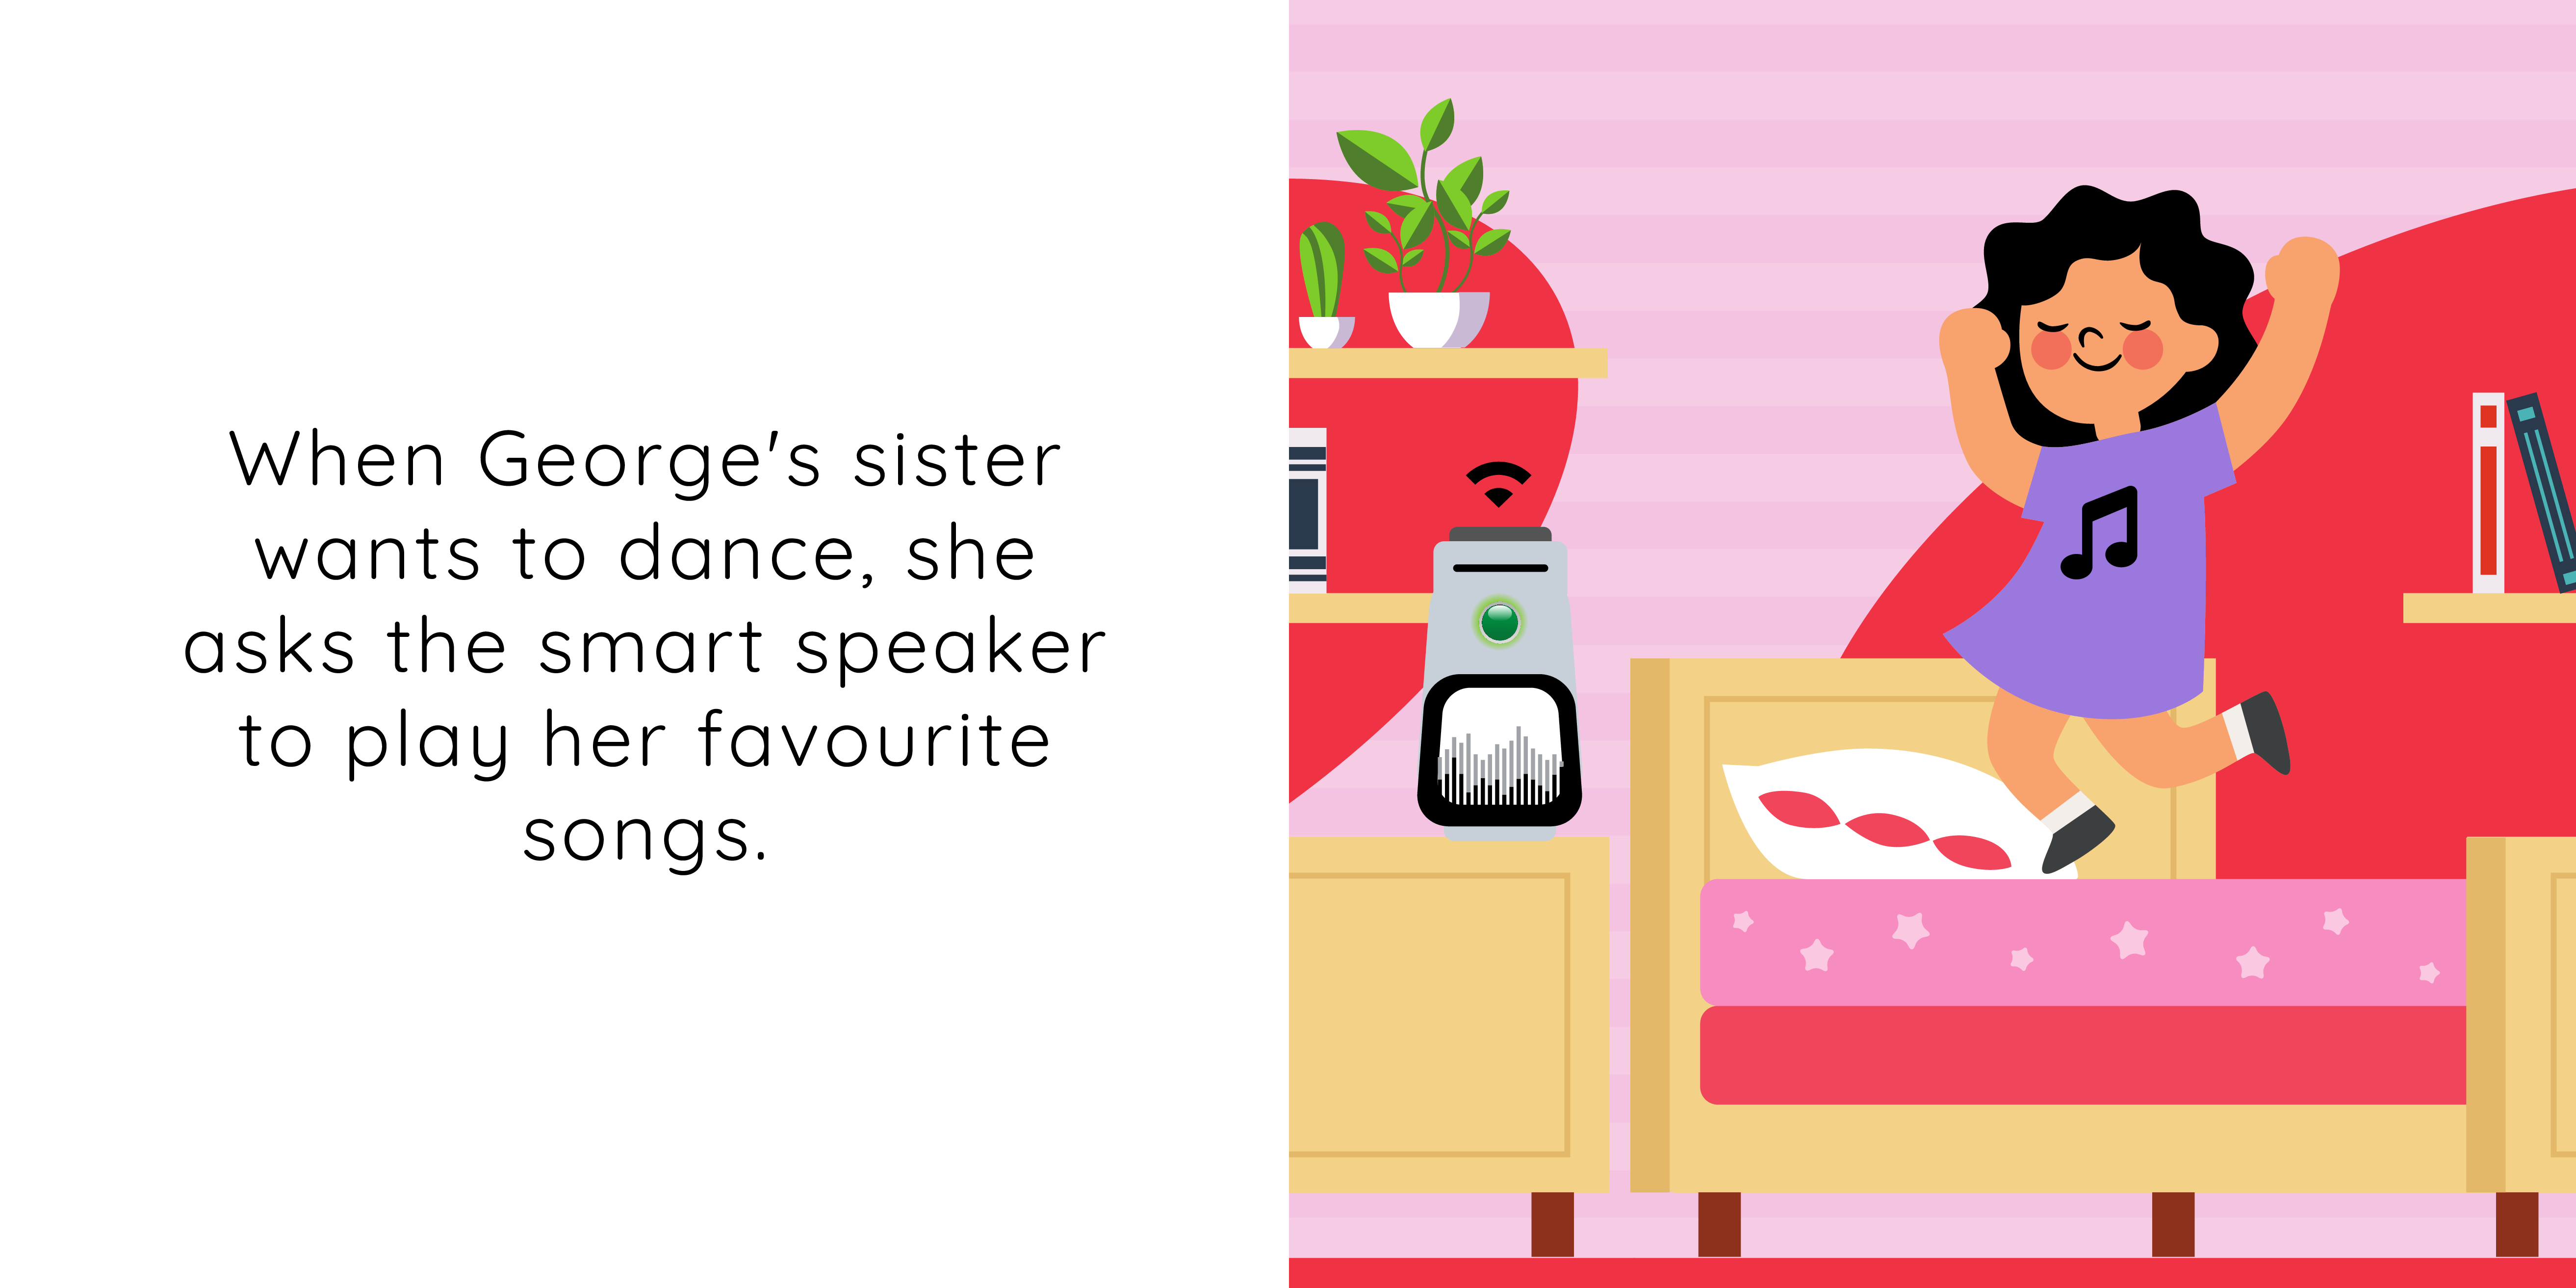 When George's sister
wants to dance, she
asks the smart speaker
to play her favourite
songs.